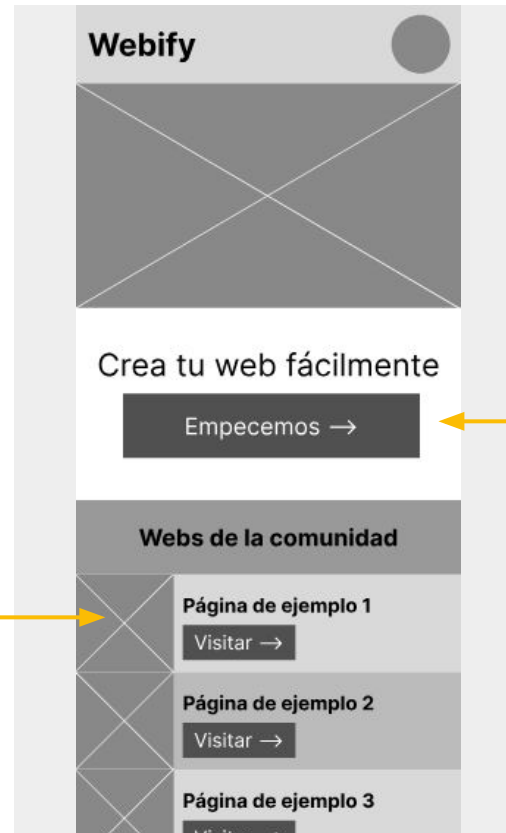 Webify
Crea tu web fácilmente
Empecemos →
Webs de la comunidad
Página de ejemplo 1
Visitar →
Página de ejemplo 2
Visitar →
Página de ejemplo 3